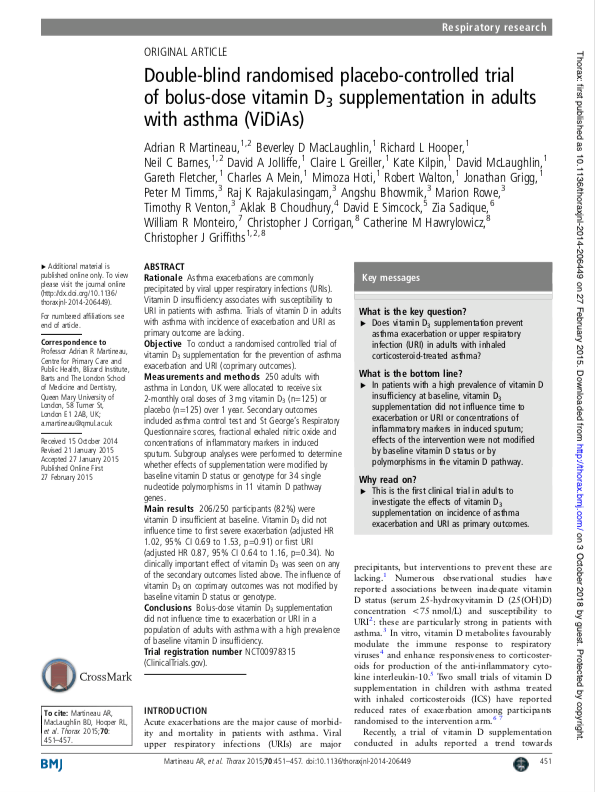 Respiratory research
ORIGINAL ARTICLE
Double-blind randomised placebo-controlled trial
of bolus-dose vitamin D3 supplementation in adults
with asthma (ViDiAs)
Adrian R Martineau,1,2 Beverley D MacLaughlin,1 Richard L Hooper,1
Neil C Barnes,1,2 David A Jolliffe,1 Claire L Greiller,1 Kate Kilpin,1 David McLaughlin,1
Gareth Fletcher,1 Charles A Mein,1 Mimoza Hoti,1 Robert Walton,1 Jonathan Grigg,1
Peter M Timms,3 Raj K Rajakulasingam,3 Angshu Bhowmik,3 Marion Rowe,3
Timothy R Venton,3 Aklak B Choudhury,4 David E Simcock,5 Zia Sadique,6
William R Monteiro,7 Christopher J Corrigan,8 Catherine M Hawrylowicz,8
Christopher J Griffiths1,2,8
▶ Additional material is
published online only. To view
please visit the journal online
(http://dx.doi.org/10.1136/
thoraxjnl-2014-206449).
For numbered affiliations see
end of article.
Correspondence to
Professor Adrian R Martineau,
Centre for Primary Care and
Public Health, Blizard Institute,
Barts and The London School
of Medicine and Dentistry,
Queen Mary University of
London, 58 Turner St,
London E1 2AB, UK;
a.martineau@qmul.ac.uk
Received 15 October 2014
Revised 21 January 2015
Accepted 27 January 2015
Published Online First
27 February 2015
CrossMark
To cite: Martineau AR,
MacLaughlin BD, Hooper RL,
et al. Thorax 2015;70:
451–457.
ABSTRACT
Rationale Asthma exacerbations are commonly
precipitated by viral upper respiratory infections (URIs).
Vitamin D insufficiency associates with susceptibility to
URI in patients with asthma. Trials of vitamin D in adults
with asthma with incidence of exacerbation and URI as
primary outcome are lacking.
Objective To conduct a randomised controlled trial of
vitamin D3 supplementation for the prevention of asthma
exacerbation and URI (coprimary outcomes).
Measurements and methods 250 adults with
asthma in London, UK were allocated to receive six
2-monthly oral doses of 3 mg vitamin D3 (n=125) or
placebo (n=125) over 1 year. Secondary outcomes
included asthma control test and St George's Respiratory
Questionnaire scores, fractional exhaled nitric oxide and
concentrations of inflammatory markers in induced
sputum. Subgroup analyses were performed to determine
whether effects of supplementation were modified by
baseline vitamin D status or genotype for 34 single
nucleotide polymorphisms in 11 vitamin D pathway
genes.
Main results 206/250 participants (82%) were
vitamin D insufficient at baseline. Vitamin D3 did not
influence time to first severe exacerbation (adjusted HR
1.02, 95% CI 0.69 to 1.53, p=0.91) or first URI
(adjusted HR 0.87, 95% CI 0.64 to 1.16, p=0.34). No
clinically important effect of vitamin D3 was seen on any
of the secondary outcomes listed above. The influence of
vitamin D3 on coprimary outcomes was not modified by
baseline vitamin D status or genotype.
Conclusions Bolus-dose vitamin D3 supplementation
did not influence time to exacerbation or URI in a
population of adults with asthma with a high prevalence
of baseline vitamin D insufficiency.
Trial registration number NCT00978315
(ClinicalTrials.gov).
INTRODUCTION
Acute exacerbations are the major cause of morbid-
ity and mortality in patients with asthma. Viral
upper respiratory infections (URIs) are major
Key messages
What is the key question?
▶ Does vitamin D3 supplementation prevent
asthma exacerbation or upper respiratory
infection (URI) in adults with inhaled
corticosteroid-treated asthma?
What is the bottom line?
▶ In patients with a high prevalence of vitamin D
insufficiency at baseline, vitamin D3
supplementation did not influence time to
exacerbation or URI or concentrations of
inflammatory markers in induced sputum;
effects of the intervention were not modified
by baseline vitamin D status or by
polymorphisms in the vitamin D pathway.
Why read on?
▶ This is the first clinical trial in adults to
investigate the effects of vitamin D3
supplementation on incidence of asthma
exacerbation and URI as primary outcomes.
precipitants, but interventions to prevent these are
lacking.1 Numerous observational studies have
reported associations between inadequate vitamin
D status (serum 25-hydroxyvitamin D (25(OH)D)
concentration <75 nmol/L) and susceptibility to
URI2: these are particularly strong in patients with
asthma.3 In vitro, vitamin D metabolites favourably
modulate the immune response to respiratory
viruses4 and enhance responsiveness to corticoster-
oids for production of the anti-inflammatory cyto-
kine interleukin-10.5 Two small trials of vitamin D
supplementation in children with asthma treated
with inhaled corticosteroids (ICS) have reported
reduced rates of exacerbation among participants
randomised to the intervention arm.6 7
Recently, a trial of vitamin D supplementation
conducted in adults reported a trend towards
BMJ
Martineau AR, et al. Thorax 2015;70:451–457. doi:10.1136/thoraxjnl-2014-206449
451
Thorax: first published as 10.1136/thoraxjnl-2014-206449 on 27 February 2015. Downloaded from http://thorax.bmj.com/ on 3 October 2018 by guest. Protected by copyright.